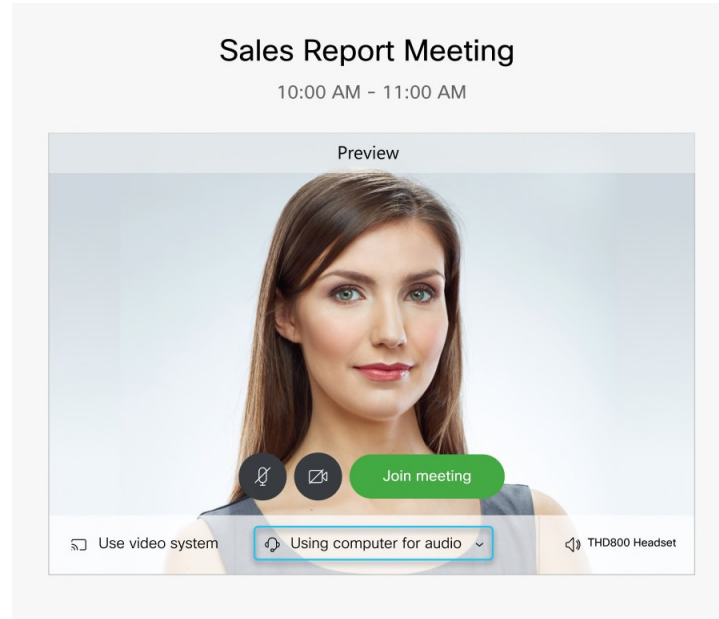 Sales Report Meeting
10:00 AM - 11:00 AM
Preview
Join meeting
Use video system
Using computer for audio
THD800 Headset